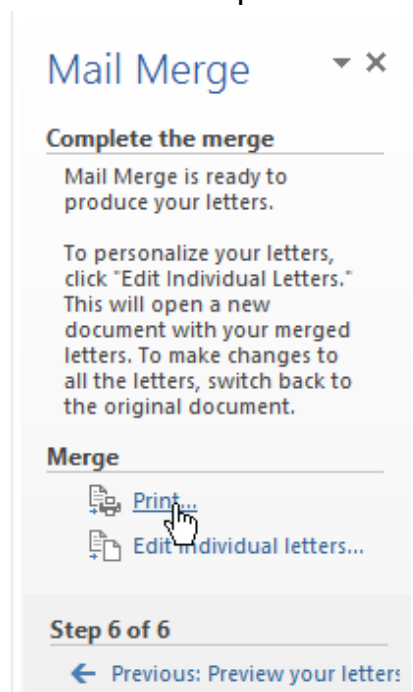 Mail Merge
Complete the merge
Mail Merge is ready to
produce your letters.
To personalize your letters,
click "Edit Individual Letters."
This will open a new
document with your merged
letters. To make changes to
all the letters, switch back to
the original document.
Merge
Print...
Edit individual letters...
Step 6 of 6
Previous: Preview your letters